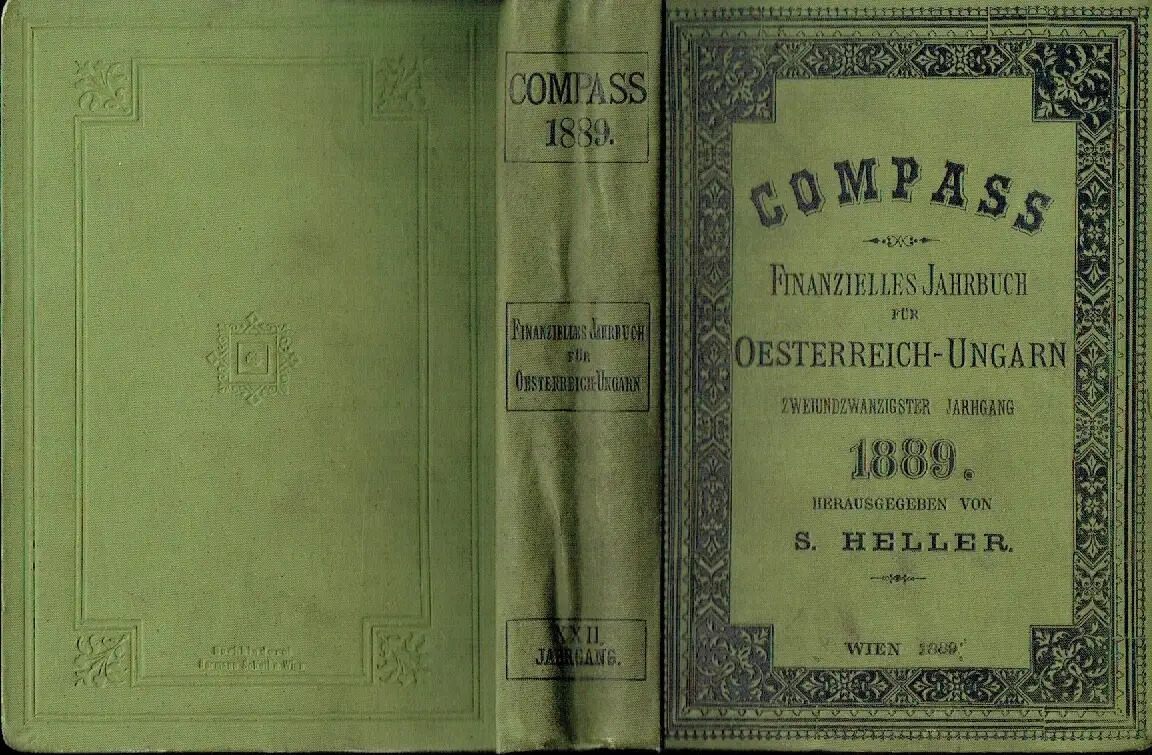 COMPASS
1889.
FINANZIELLES JAHRBUCH
FÜR
OESTERREICH-UNGARN
XXII.
JAHRGANG.
COMPASS
FINANZIELLES JAHRBUCH
FÜR
OESTERREICH-UNGARN
ZWEIUNDZWANZIGSTER JARHGANG
1889.
HERAUSGEGEBEN VON
S. HELLER.
WIEN 1889.